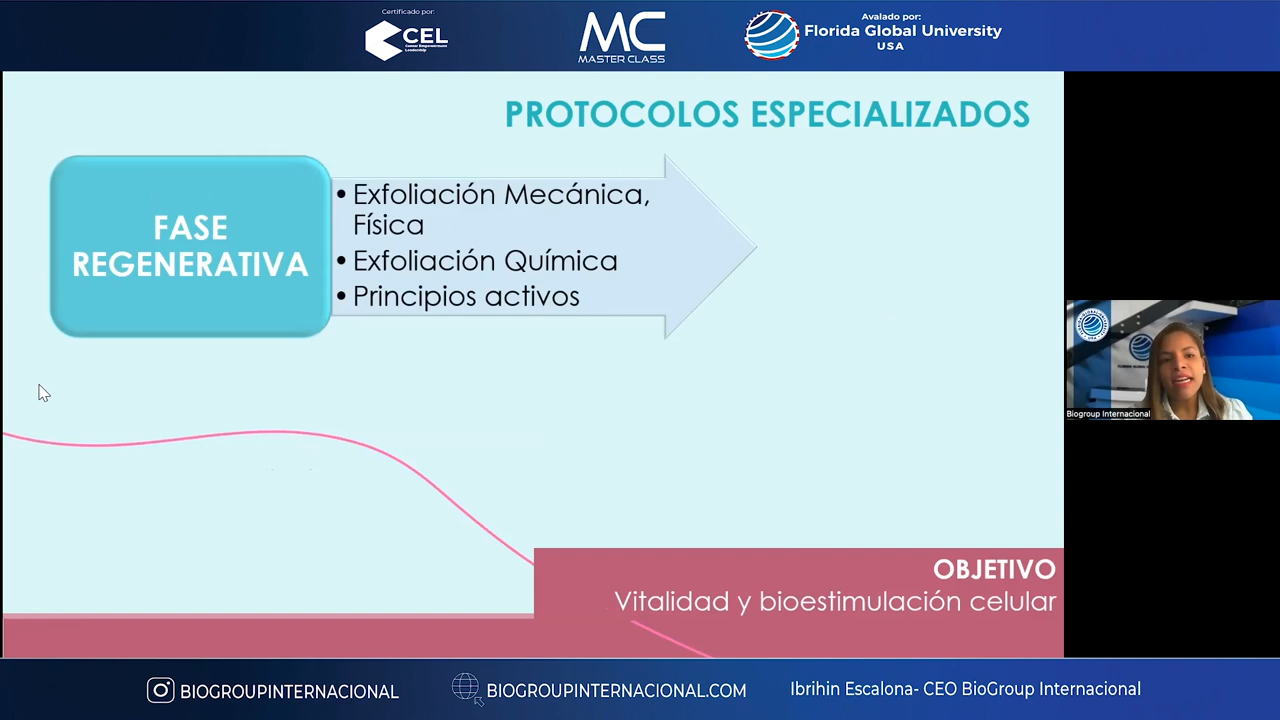 Certificado por:
CEL
Career Empowerment
Leadership
MC
MASTER CLASS
Avalado por:
Florida Global University
USA
PROTOCOLOS ESPECIALIZADOS
FASE
REGENERATIVA
• Exfoliación Mecánica,
Física
• Exfoliación Química
• Principios activos
Biogroup Internacional
OBJETIVO
Vitalidad y bioestimulación celular
BIOGROUPINTERNACIONAL
BIOGROUPINTERNACIONAL.COM
Ibrihin Escalona- CEO BioGroup Internacional